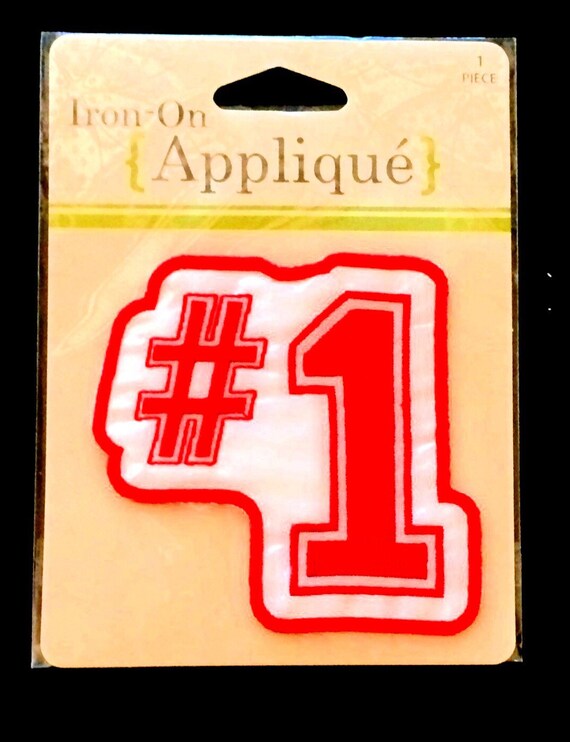 1
PIECE
Iron-On
{Appliqué}
#1